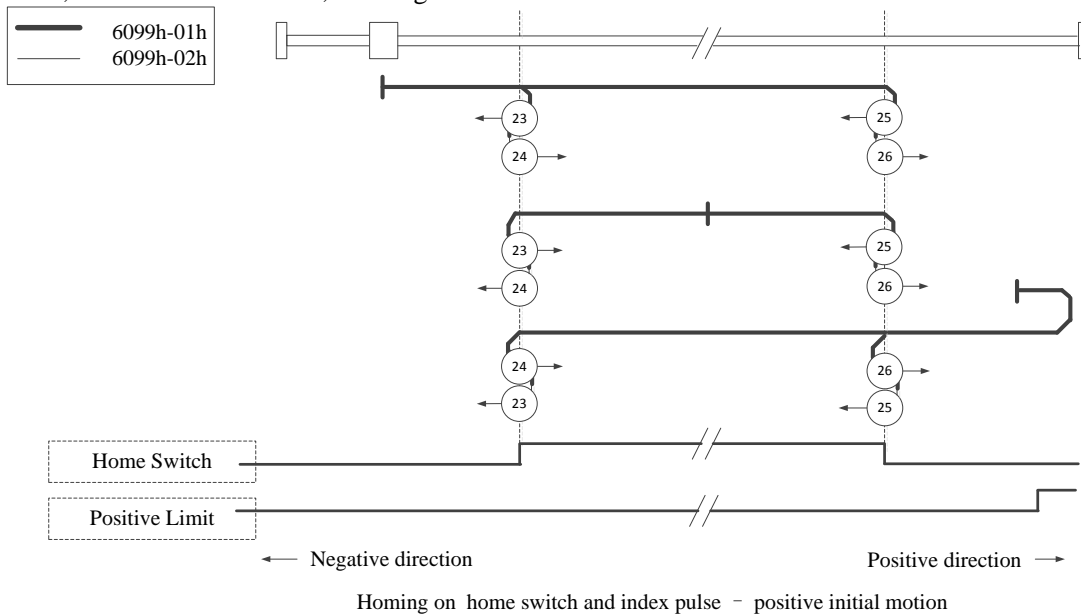 6099h-01h
6099h-02h
23
25
24
26
23
25
24
26
24
26
23
25
Home Switch
Positive Limit
Negative direction
Positive direction
Homing on home switch and index pulse - positive initial motion